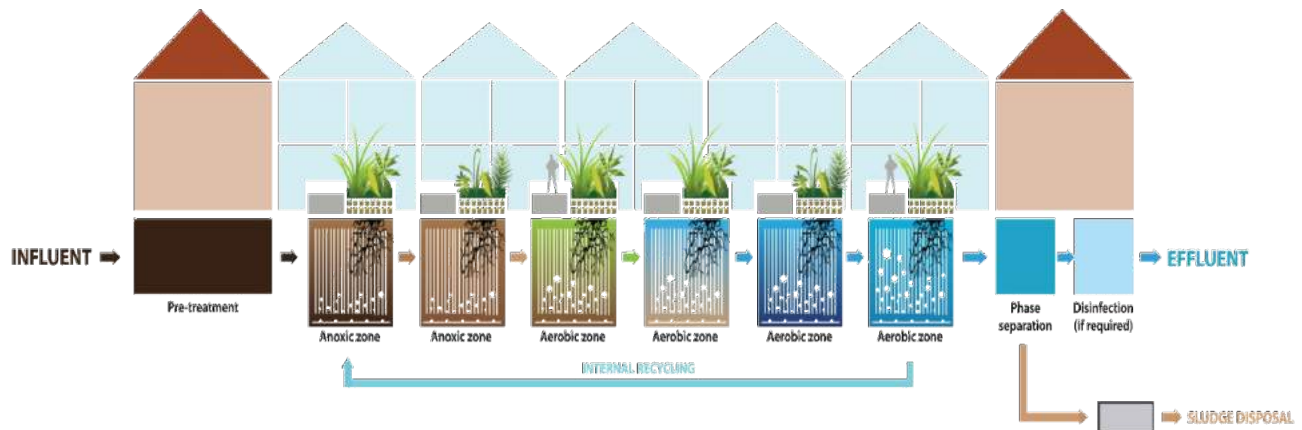 INFLUENT
EFFLUENT
Pre-treatment
Anoxic zone
Anoxic zone
Aerobic zone
Aerobic zone
Aerobic zone
Aerobic zone
Phase
separation
Disinfection
(if required)
INTERNAL RECYCLING
SLUDGE DISPOSAL